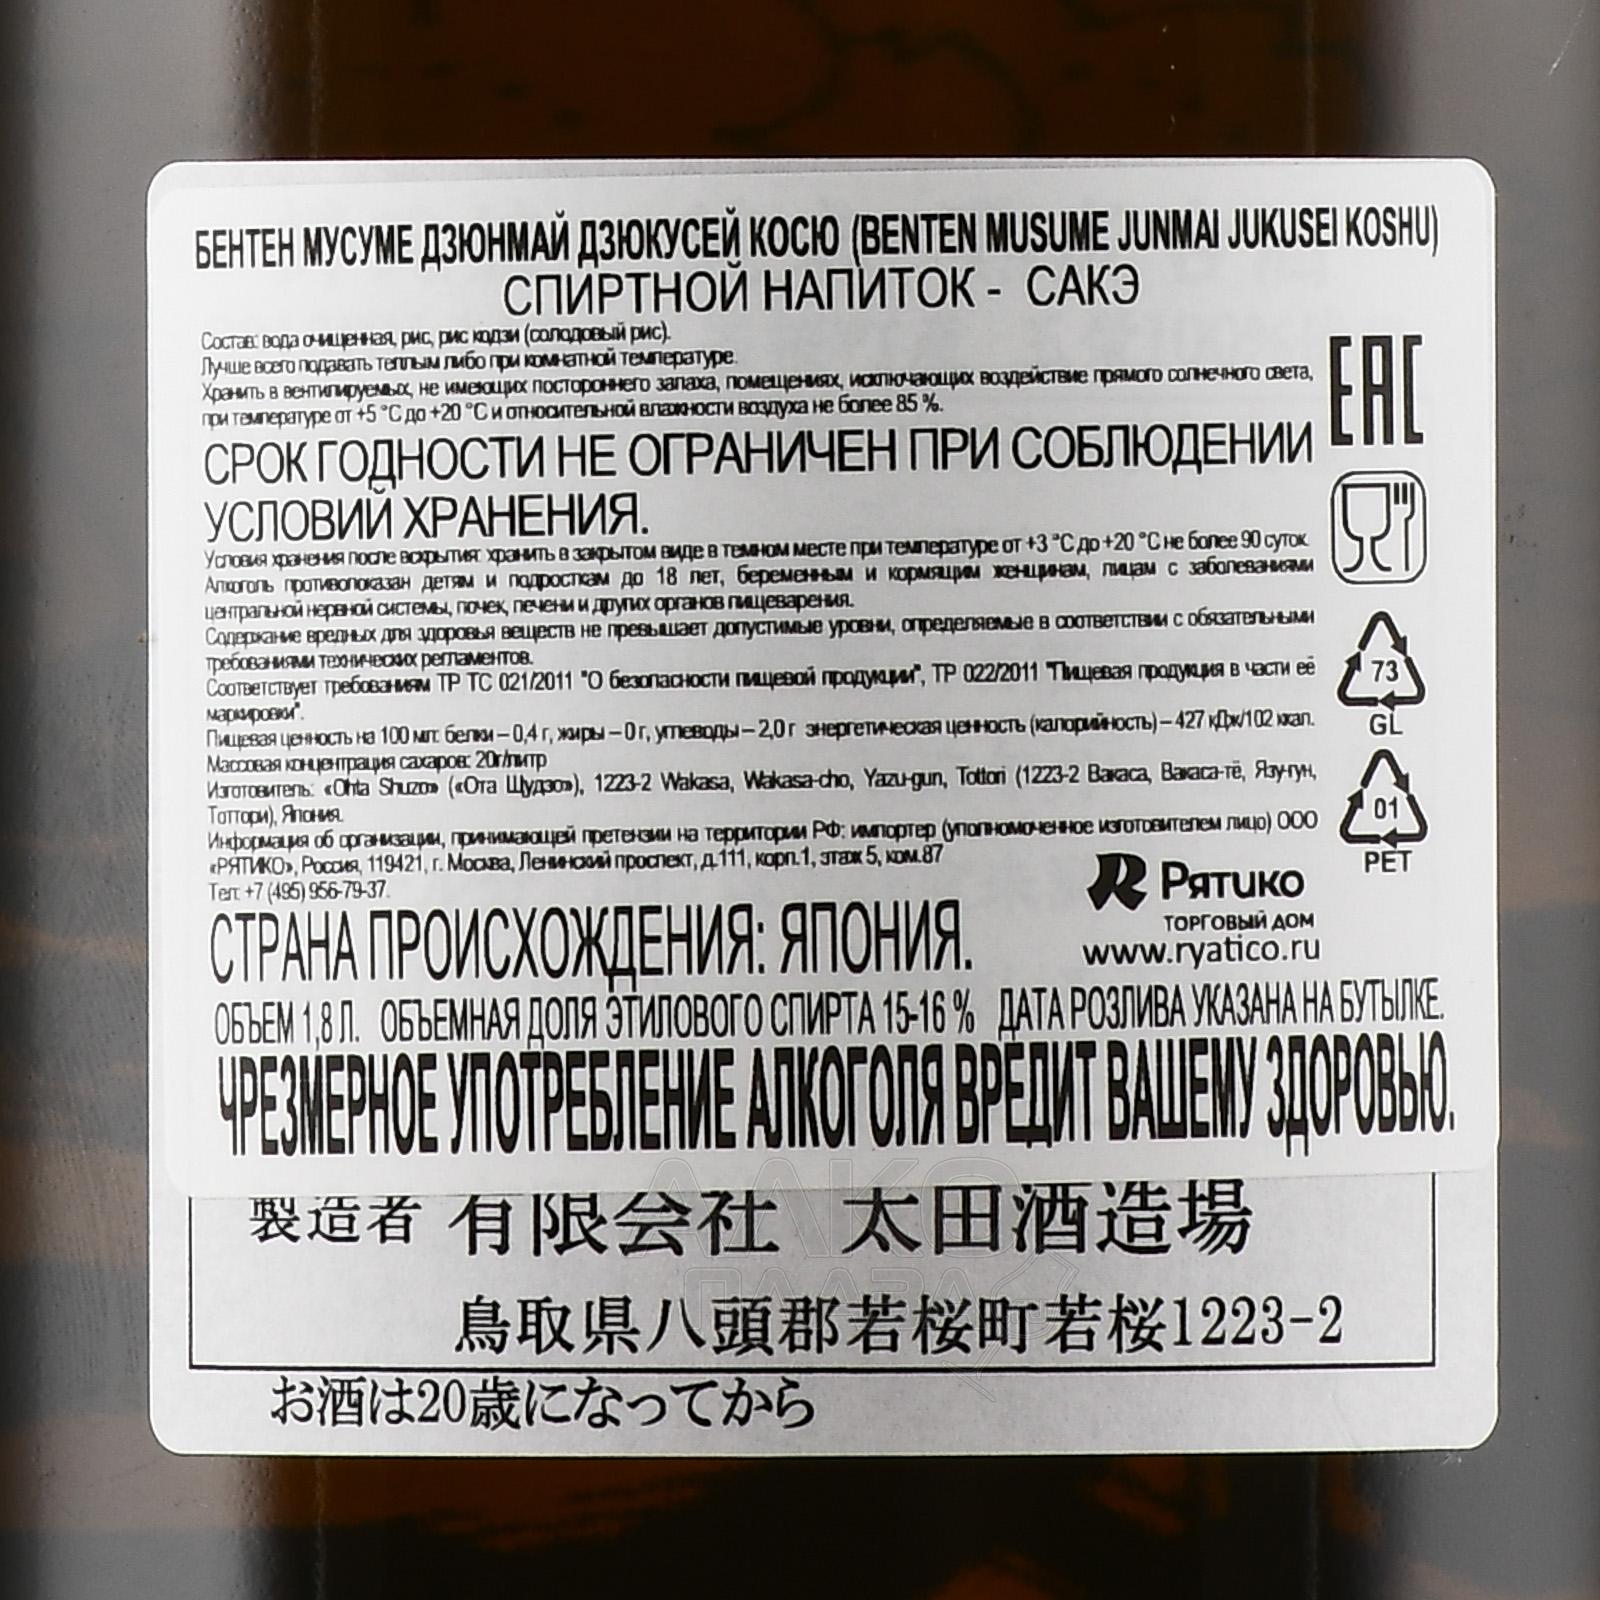 БЕНТЕН МУСУМЕ ДЗЮНМАЙ ДЗЮКУСЕЙ КОСЮ (BENTEN MUSUME JUNMAI JUKUSEI KOSHU)
СПИРТНОЙ НАПИТОК - САКЭ
Состав: вода очищенная, рис, рис кодзи (солодовый рис).
Лучше всего подавать теплым либо при комнатной температуре.
Хранить в вентилируемых, не имеющих постороннего запаха, помещениях, исключающих воздействие прямого солнечного света,
при температуре от +5 °C до +20 °C и относительной влажности воздуха не более 85 %.
СРОК ГОДНОСТИ НЕ ОГРАНИЧЕН ПРИ СОБЛЮДЕНИИ
УСЛОВИЙ ХРАНЕНИЯ.
Условия хранения после вскрытия: хранить в закрытом виде в темном месте при температуре от +3 °C до +20 °C не более 90 суток.
Алкоголь противопоказан детям и подросткам до 18 лет, беременным и кормящим женщинам, лицам с заболеваниями
центральной нервной системы, почек, печени и других органов пищеварения.
Содержание вредных для здоровья веществ не превышает допустимые уровни, определяемые в соответствии с обязательными
требованиями технических регламентов.
Соответствует требованиям ТР ТС 021/2011 "О безопасности пищевой продукции", ТР 022/2011 "Пищевая продукция в части её
маркировки".
Пищевая ценность на 100 мл: белки – 0,4 г, жиры – 0 г, углеводы – 2,0 г энергетическая ценность (калорийность) – 427 кДж/102 ккал.
Массовая концентрация сахаров: 20г/литр
Изготовитель: «Ohta Shuzo» («Ота Щудзо»), 1223-2 Wakasa, Wakasa-cho, Yazu-gun, Tottori (1223-2 Вакаса, Вакаса-тё, Язу-гун,
Тоттори), Япония.
Информация об организации, принимающей претензии на территории РФ: импортер (уполномоченное изготовителем лицо) ООО
«РЯТИКО», Россия, 119421, г. Москва, Ленинский проспект, д.111, корп.1, этаж 5, ком.87
Тел: +7 (495) 956-79-37.
EAC
73
GL
01
PET
Рятико
ТОРГОВЫЙ ДОМ
www.ryatico.ru
СТРАНА ПРОИСХОЖДЕНИЯ: ЯПОНИЯ.
ОБЪЕМ 1,8 Л. ОБЪЕМНАЯ ДОЛЯ ЭТИЛОВОГО СПИРТА 15-16 % ДАТА РОЗЛИВА УКАЗАНА НА БУТЫЛКЕ.
ЧРЕЗМЕРНОЕ УПОТРЕБЛЕНИЕ АЛКОГОЛЯ ВРЕДИТ ВАШЕМУ ЗДОРОВЬЮ.
製造者 有限会社 太田酒造場
鳥取県八頭郡若桜町若桜1223-2
お酒は20歳になってから
АЛКО
ПЛАЗА